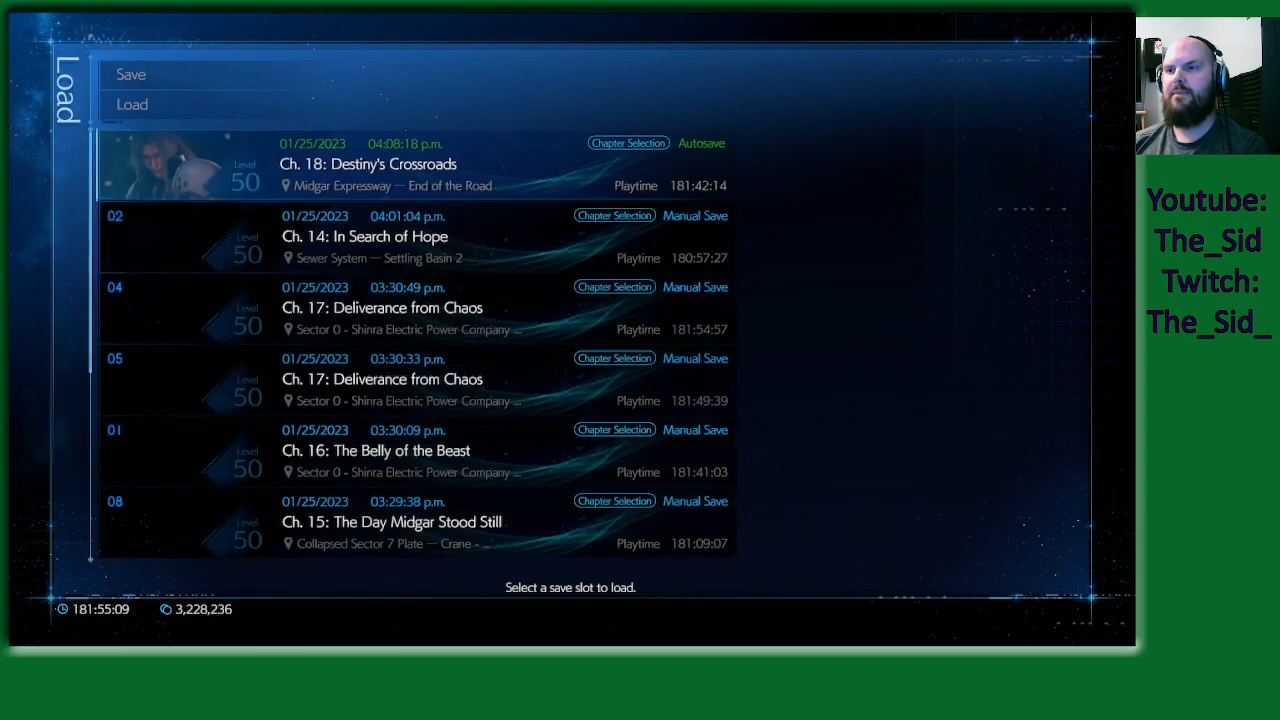 Load
Save
Load
01/25/2023 04:08:18 p.m. Chapter Selection Autosave
Ch. 18: Destiny's Crossroads
Level 50
Midgar Expressway — End of the Road Playtime 181:42:14
02 01/25/2023 04:01:04 p.m. Chapter Selection Manual Save
Ch. 14: In Search of Hope
Level 50
Sewer System — Settling Basin 2 Playtime 180:57:27
04 01/25/2023 03:30:49 p.m. Chapter Selection Manual Save
Ch. 17: Deliverance from Chaos
Level 50
Sector 0 - Shinra Electric Power Company ... Playtime 181:54:57
05 01/25/2023 03:30:33 p.m. Chapter Selection Manual Save
Ch. 17: Deliverance from Chaos
Level 50
Sector 0 - Shinra Electric Power Company ... Playtime 181:49:39
01 01/25/2023 03:30:09 p.m. Chapter Selection Manual Save
Ch. 16: The Belly of the Beast
Level 50
Sector 0 - Shinra Electric Power Company ... Playtime 181:41:03
08 01/25/2023 03:29:38 p.m. Chapter Selection Manual Save
Ch. 15: The Day Midgar Stood Still
Level 50
Collapsed Sector 7 Plate — Crane - ... Playtime 181:09:07
Select a save slot to load.
181:55:09 3,228,236
Youtube:
The_Sid
Twitch:
The_Sid_